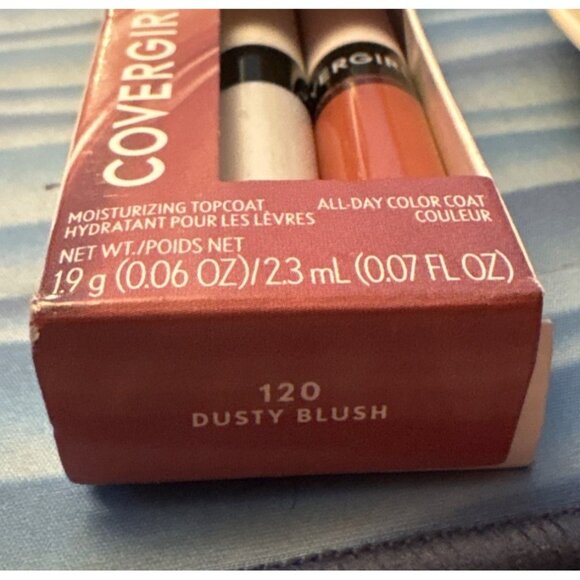 COVERGIR
VERGIR
MOISTURIZING TOPCOAT
HYDRATANT POUR LES LÈVRES
ALL-DAY COLOR COAT
COULEUR
NET WT./POIDS NET
1.9 g (0.06 OZ)/2.3 mL (0.07 FL OZ)
120
DUSTY BLUSH